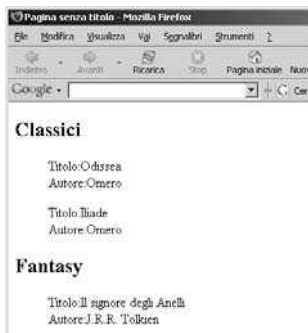 Pagina senza titolo - Mozilla Firefox
File Modifica Visualizza Vai Segnalibri Strumenti ?
Indietro Avanti Ricarica Stop Pagina iniziale Nuov
Google
Classici
Titolo:Odissea
Autore:Omero
Titolo:Iliade
Autore:Omero
Fantasy
Titolo:Il signore degli Anelli
Autore:J.R.R. Tolkien